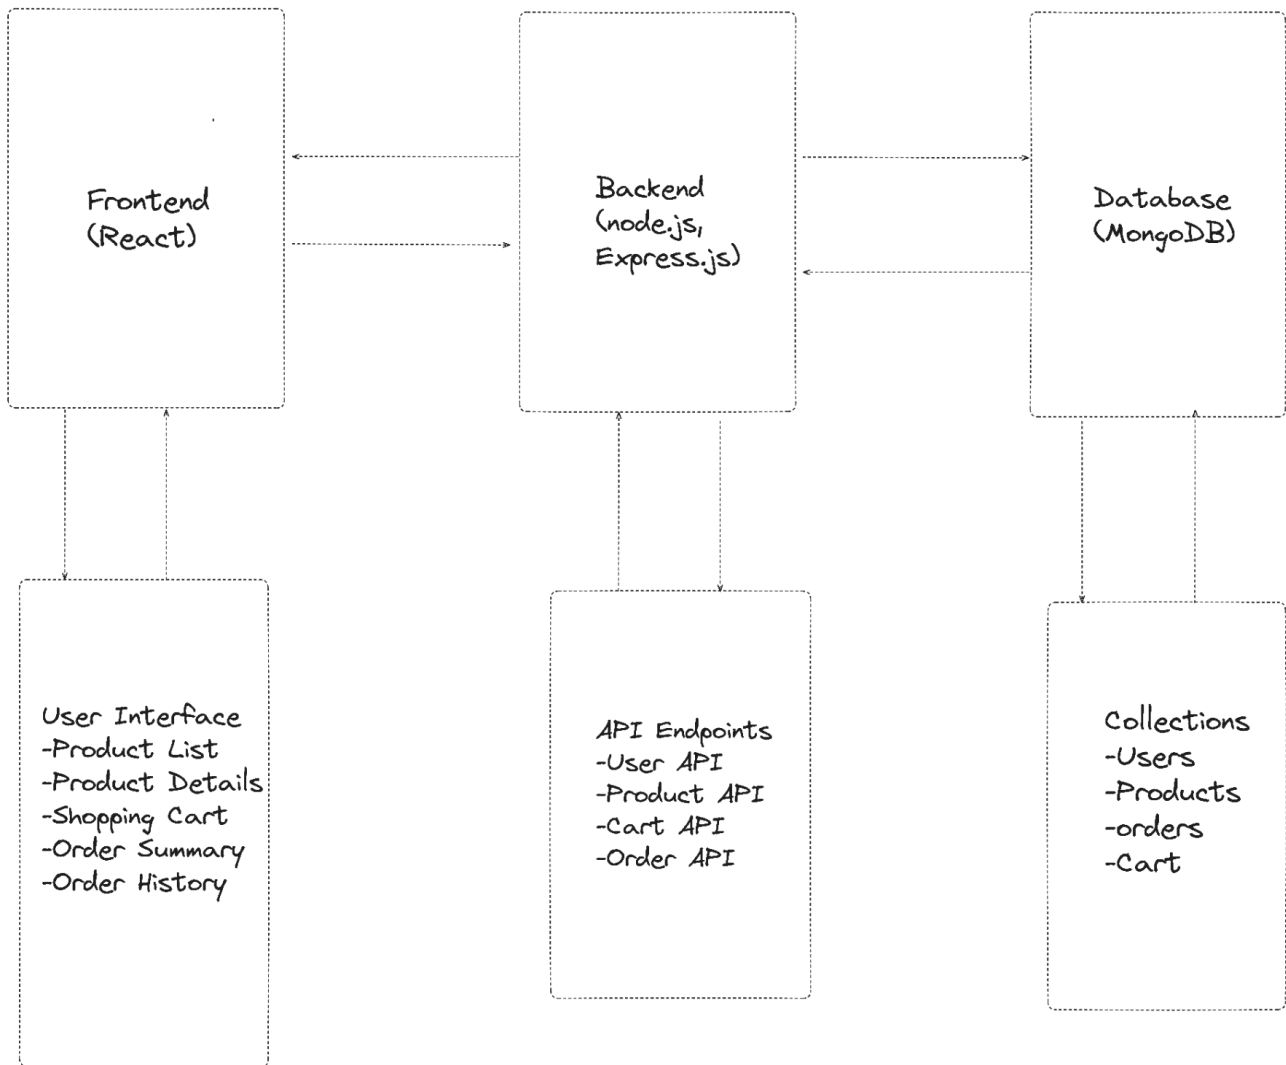 Frontend
(React)
Backend
(node.js,
Express.js)
Database
(MongoDB)
User Interface
-Product List
-Product Details
-Shopping Cart
-Order Summary
-Order History
API Endpoints
-User API
-Product API
-Cart API
-Order API
Collections
-Users
-Products
-orders
-Cart